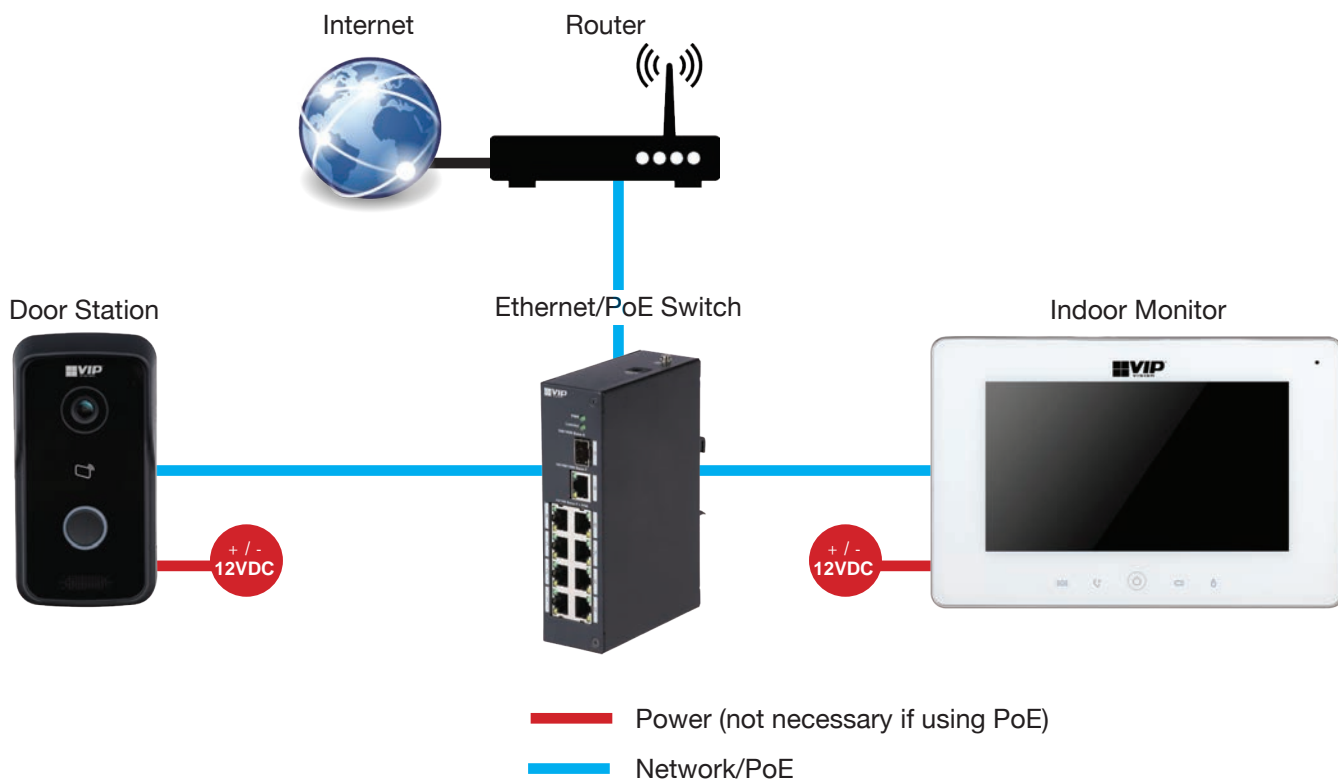 Internet
Router
Door Station
Ethernet/PoE Switch
Indoor Monitor
VIP
VIP
VIP
VISION
+ / -
12VDC
+ / -
12VDC
Power (not necessary if using PoE)
Network/PoE